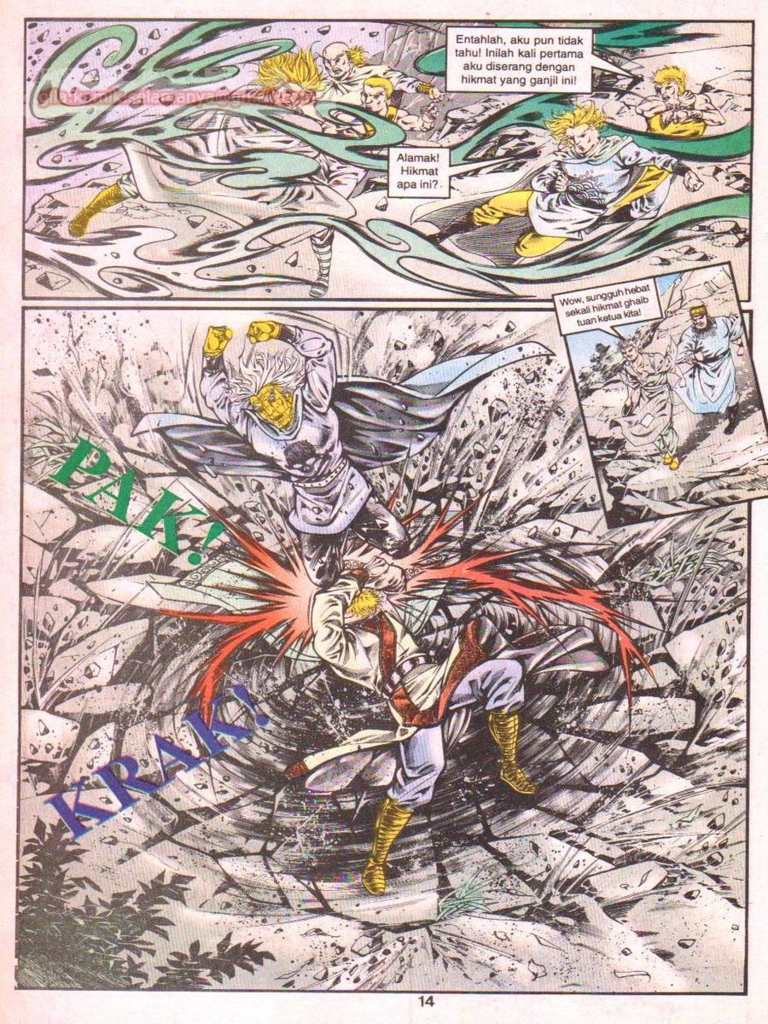 Entahlah, aku pun tidak
tahu! Inilah kali pertama
aku diserang dengan
hikmat yang ganjil ini!
Alamak!
Hikmat
apa ini?
Wow, sungguh hebat
sekali hikmat ghaib
tuan ketua kita!
PAK!
KRAK!
14